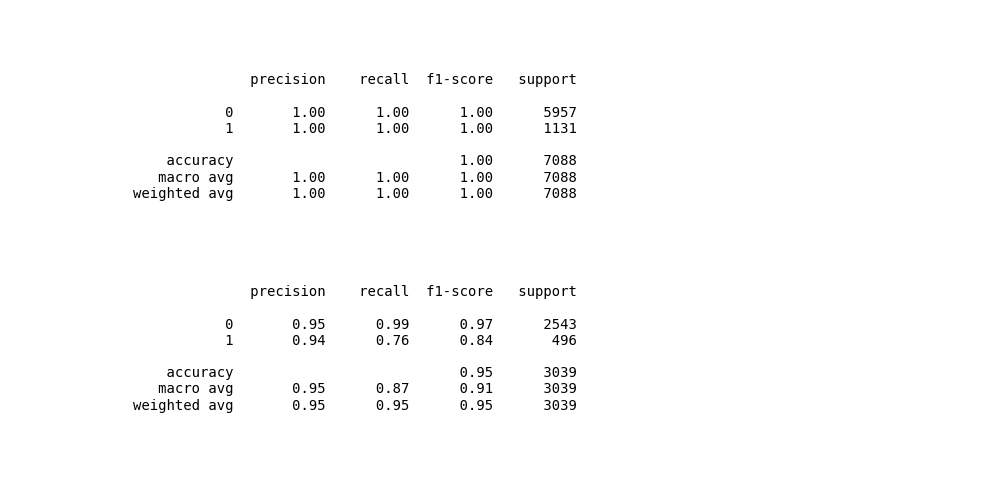 precision recall f1-score support
0 1.00 1.00 1.00 5957
1 1.00 1.00 1.00 1131
accuracy 1.00 7088
macro avg 1.00 1.00 1.00 7088
weighted avg 1.00 1.00 1.00 7088
precision recall f1-score support
0 0.95 0.99 0.97 2543
1 0.94 0.76 0.84 496
accuracy 0.95 3039
macro avg 0.95 0.87 0.91 3039
weighted avg 0.95 0.95 0.95 3039